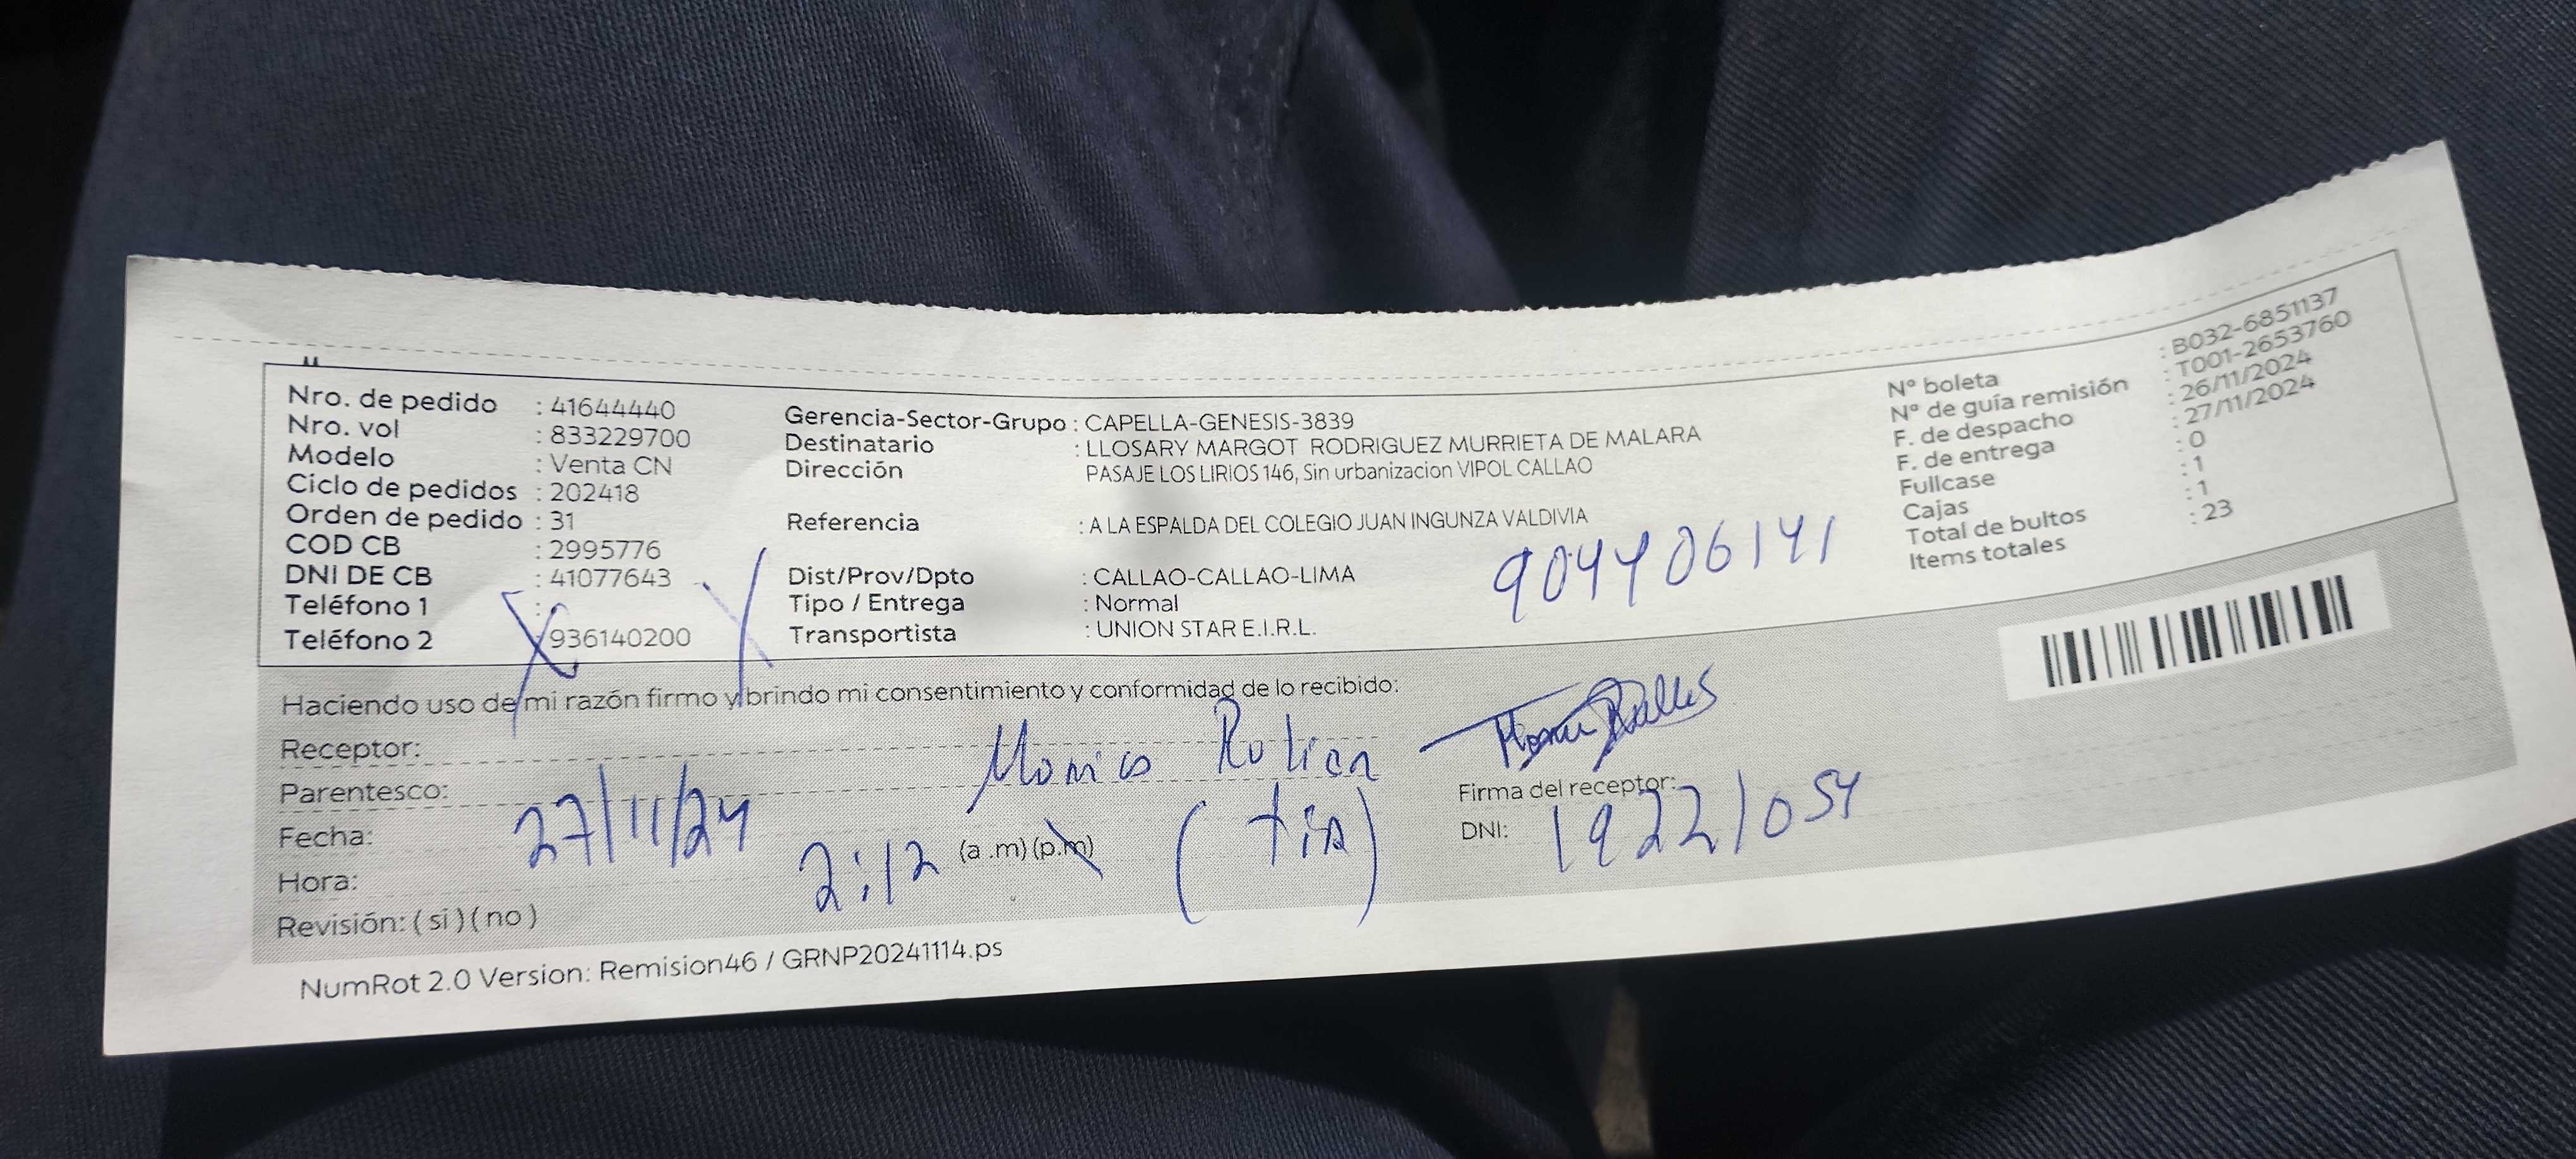 Nro. de pedido : 41644440
Nro. vol : 833229700
Modelo : Venta CN
Ciclo de pedidos : 202418
Orden de pedido : 31
COD CB : 2995776
DNI DE CB : 41077643
Teléfono 1 :
Teléfono 2 936140200
Gerencia-Sector-Grupo : CAPELLA-GENESIS-3839
Destinatario : LLOSARY MARGOT RODRIGUEZ MURRIETA DE MALARA
Dirección PASAJE LOS LIRIOS 146, Sin urbanizacion VIPOL CALLAO
Referencia : A LA ESPALDA DEL COLEGIO JUAN INGUNZA VALDIVIA
Dist/Prov/Dpto : CALLAO-CALLAO-LIMA
Tipo / Entrega : Normal
Transportista : UNION STAR E.I.R.L.
904406141
N° boleta : B032-6851137
N° de guía remisión : T001-2653760
F. de despacho : 26/11/2024
F. de entrega : 27/11/2024
Fullcase : 0
Cajas : 1
Total de bultos : 1
Items totales : 23
Haciendo uso de mi razón firmo y brindo mi consentimiento y conformidad de lo recibido:
Receptor: Monica
Parentesco: (tia)
Fecha: 27/11/24
Hora: 2:12 (a .m) (p.m)
Revisión: ( si ) ( no )
Firma del receptor:
DNI: 19221054
NumRot 2.0 Version: Remision46 / GRNP20241114.ps